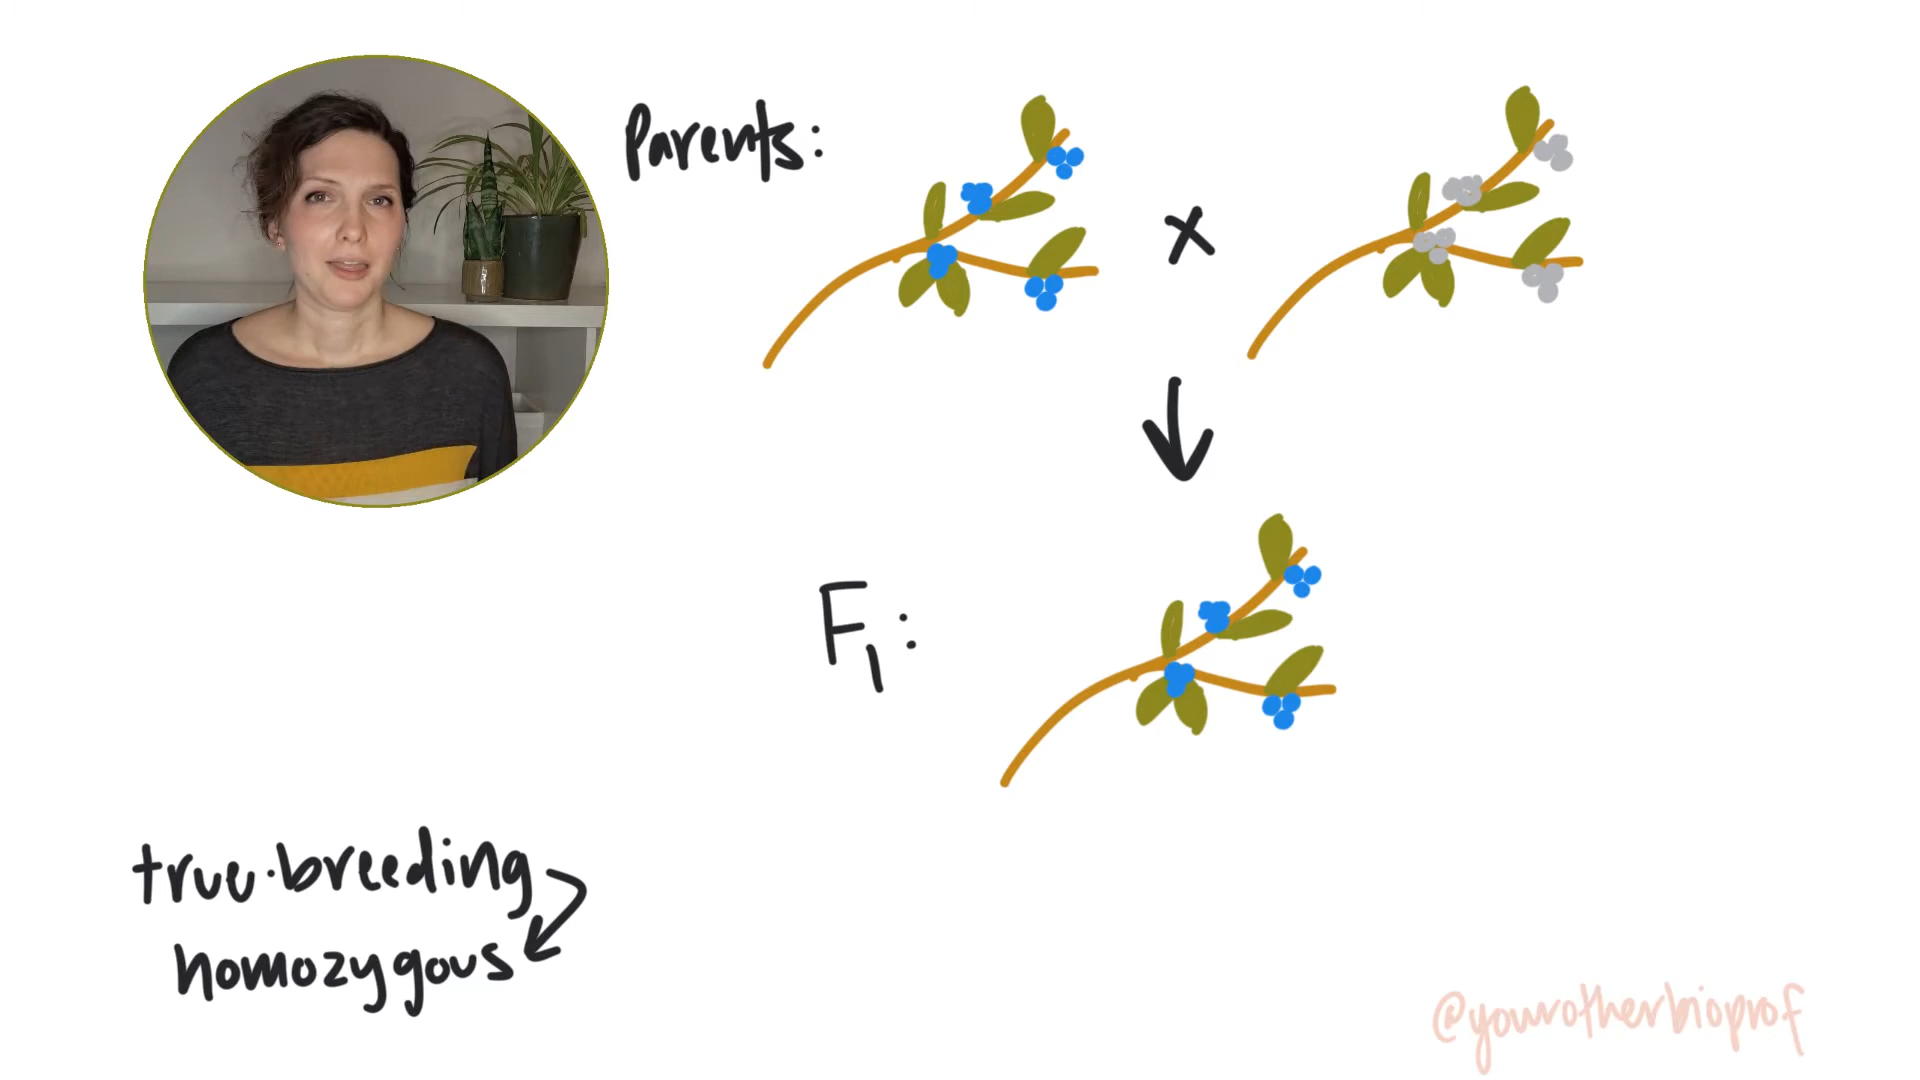 Parents:
x
F1:
true-breeding
homozygous
@yourotherbioprof